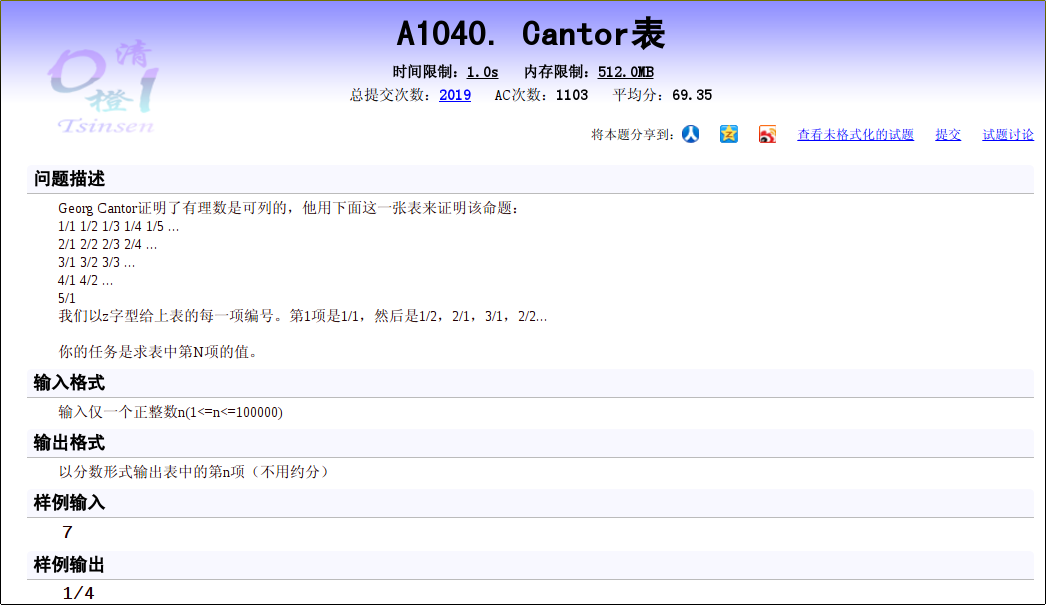 A1040. Cantor表
清
橙
Tsinsen
时间限制：1.0s 内存限制：512.0MB
总提交次数：2019 AC次数：1103 平均分：69.35
将本题分享到： 查看未格式化的试题 提交 试题讨论
问题描述
Georg Cantor证明了有理数是可列的，他用下面这一张表来证明该命题：
1/1 1/2 1/3 1/4 1/5 …
2/1 2/2 2/3 2/4 …
3/1 3/2 3/3 …
4/1 4/2 …
5/1
我们以z字型给上表的每一项编号。第1项是1/1，然后是1/2，2/1，3/1，2/2…
你的任务是求表中第N项的值。
输入格式
输入仅一个正整数n(1<=n<=100000)
输出格式
以分数形式输出表中的第n项（不用约分）
样例输入
7
样例输出
1/4